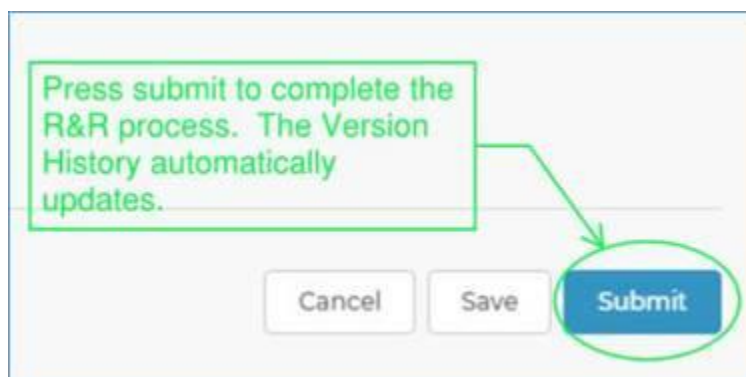 Press submit to complete the
R&R process.  The Version
History automatically
updates.
Cancel Save Submit